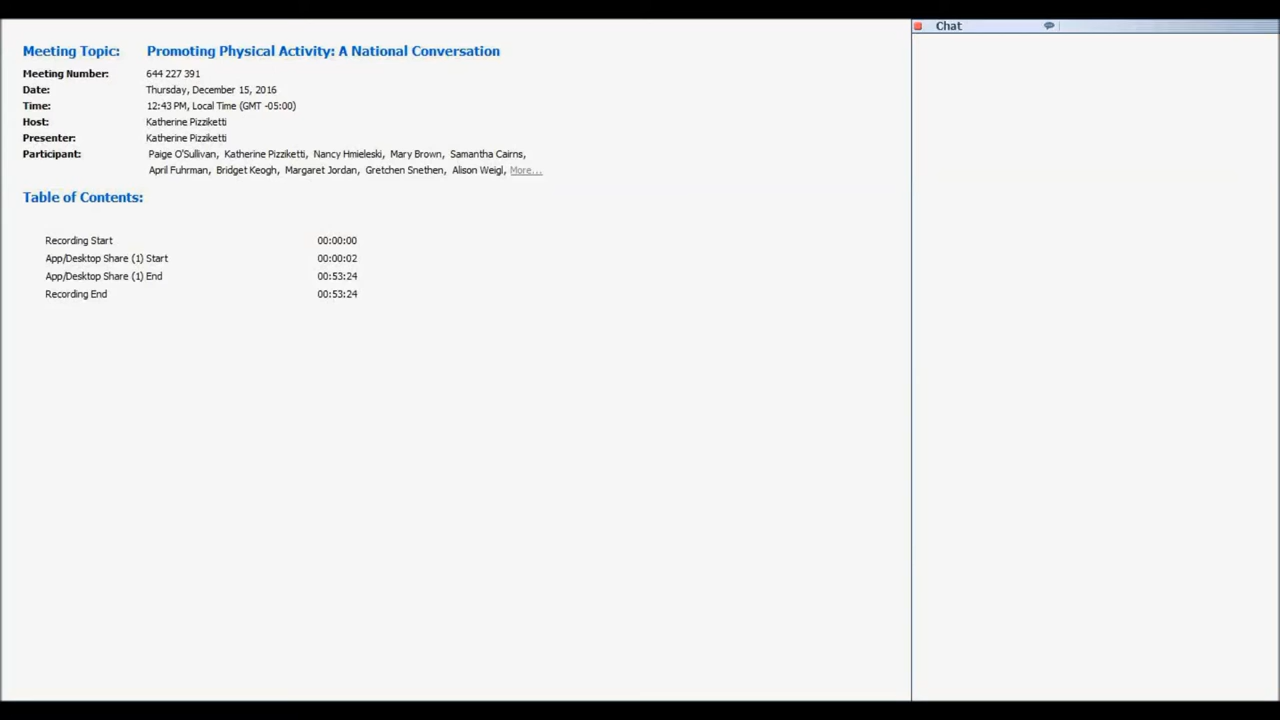 Chat
Meeting Topic: Promoting Physical Activity: A National Conversation
Meeting Number: 644 227 391
Date: Thursday, December 15, 2016
Time: 12:43 PM, Local Time (GMT -05:00)
Host: Katherine Pizziketti
Presenter: Katherine Pizziketti
Participant: Paige O'Sullivan, Katherine Pizziketti, Nancy Hmieleski, Mary Brown, Samantha Cairns,
April Fuhrman, Bridget Keogh, Margaret Jordan, Gretchen Snethen, Alison Weigl, More...
Table of Contents:
Recording Start 00:00:00
App/Desktop Share (1) Start 00:00:02
App/Desktop Share (1) End 00:53:24
Recording End 00:53:24